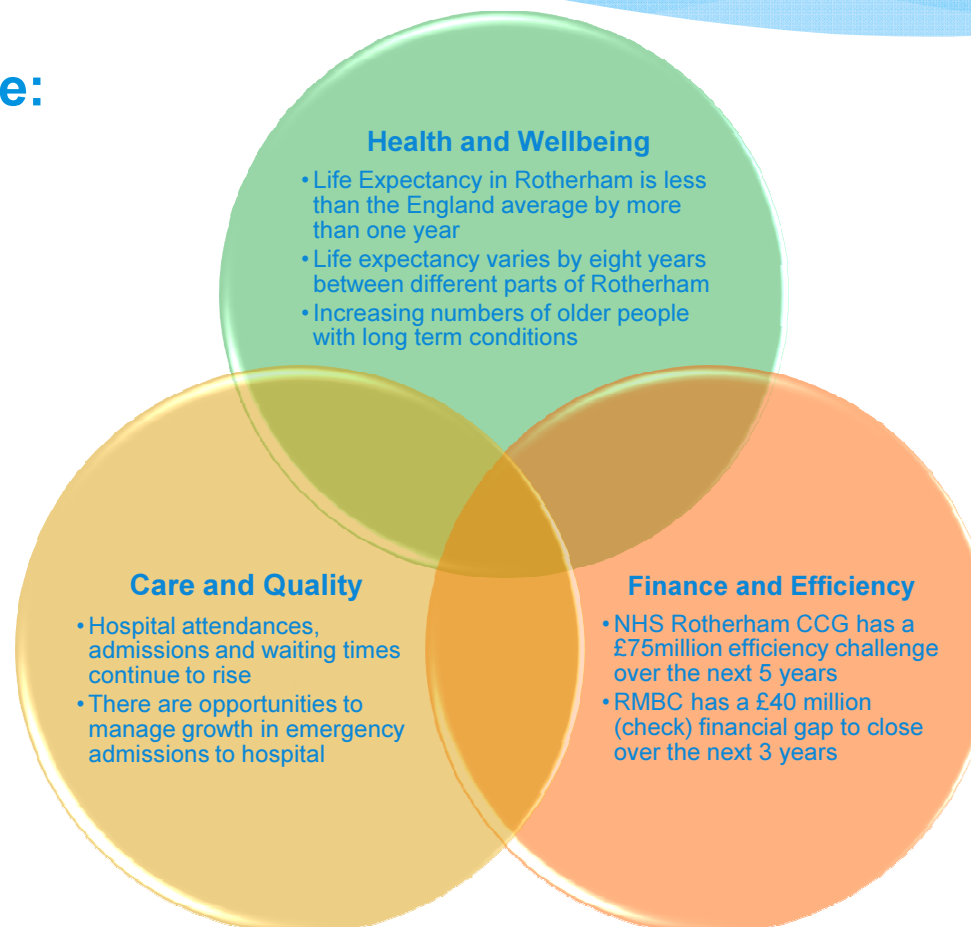 e:
Health and Wellbeing
• Life Expectancy in Rotherham is less
than the England average by more
than one year
• Life expectancy varies by eight years
between different parts of Rotherham
• Increasing numbers of older people
with long term conditions
Care and Quality
• Hospital attendances,
admissions and waiting times
continue to rise
• There are opportunities to
manage growth in emergency
admissions to hospital
Finance and Efficiency
• NHS Rotherham CCG has a
£75million efficiency challenge
over the next 5 years
• RMBC has a £40 million
(check) financial gap to close
over the next 3 years